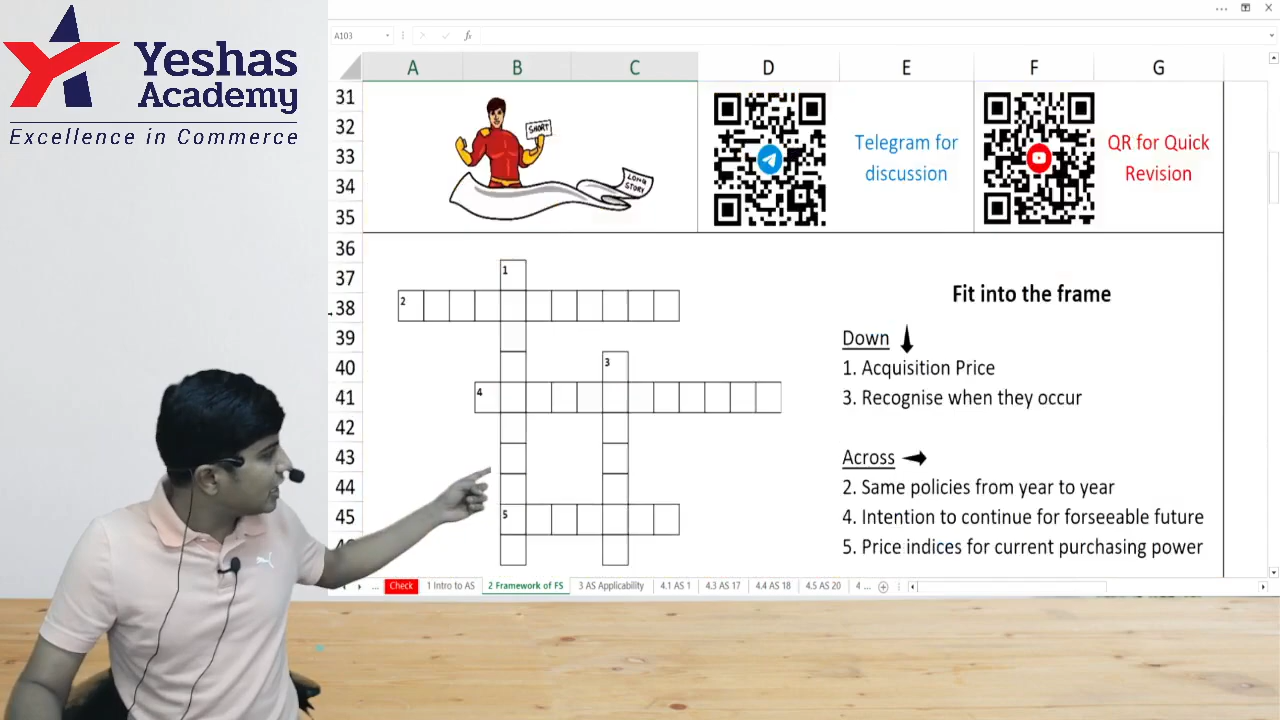 Yeshas
Academy
Excellence in Commerce
A103
fx
A B C D E F G
31
32
33
34
35
36
37
38
39
40
41
42
43
44
45
SHORT
LONG
STORY
Telegram for
discussion
QR for Quick
Revision
1
2
3
4
5
Fit into the frame
Down
1. Acquisition Price
3. Recognise when they occur
Across
2. Same policies from year to year
4. Intention to continue for forseeable future
5. Price indices for current purchasing power
... Check 1 Intro to AS 2 Framework of FS 3 AS Applicability 4.1 AS 1 4.3 AS 17 4.4 AS 18 4.5 AS 20 4 ...